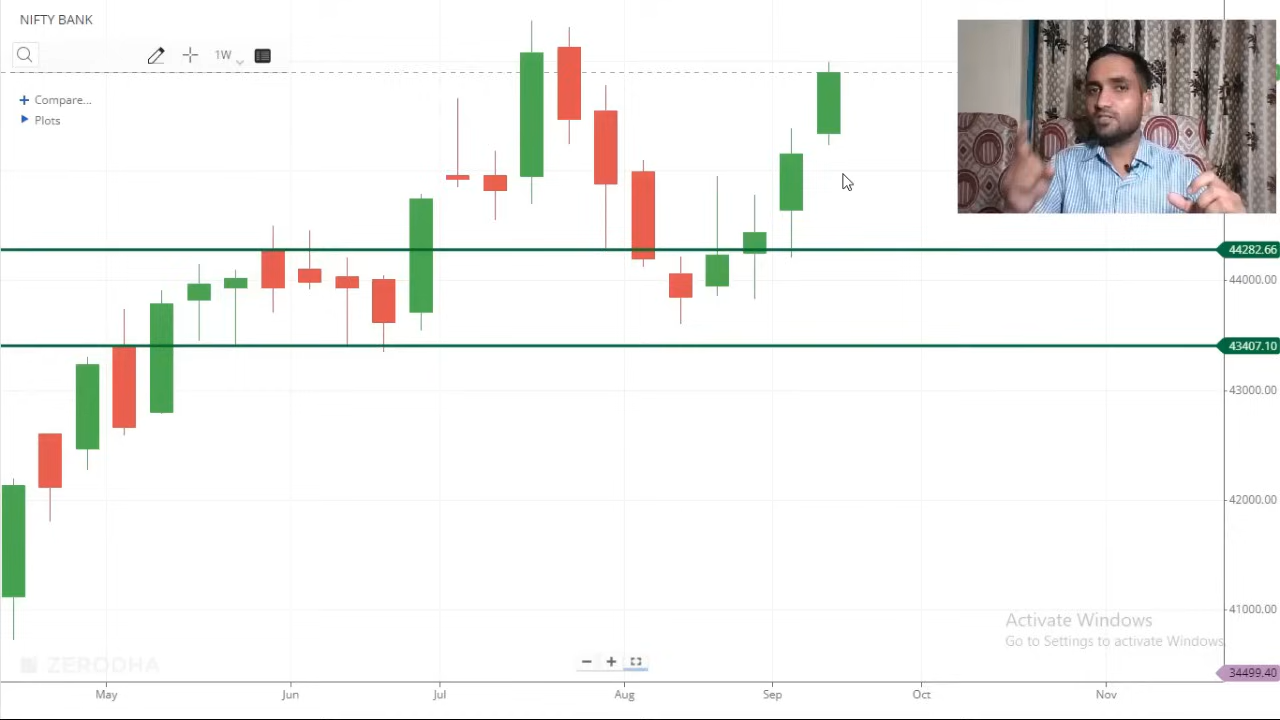 NIFTY BANK
1W
Compare...
Plots
44282.66
44000.00
43407.10
43000.00
42000.00
41000.00
Activate Windows
Go to Settings to activate Windows
ZERODHA
34499.40
May Jun Jul Aug Sep Oct Nov